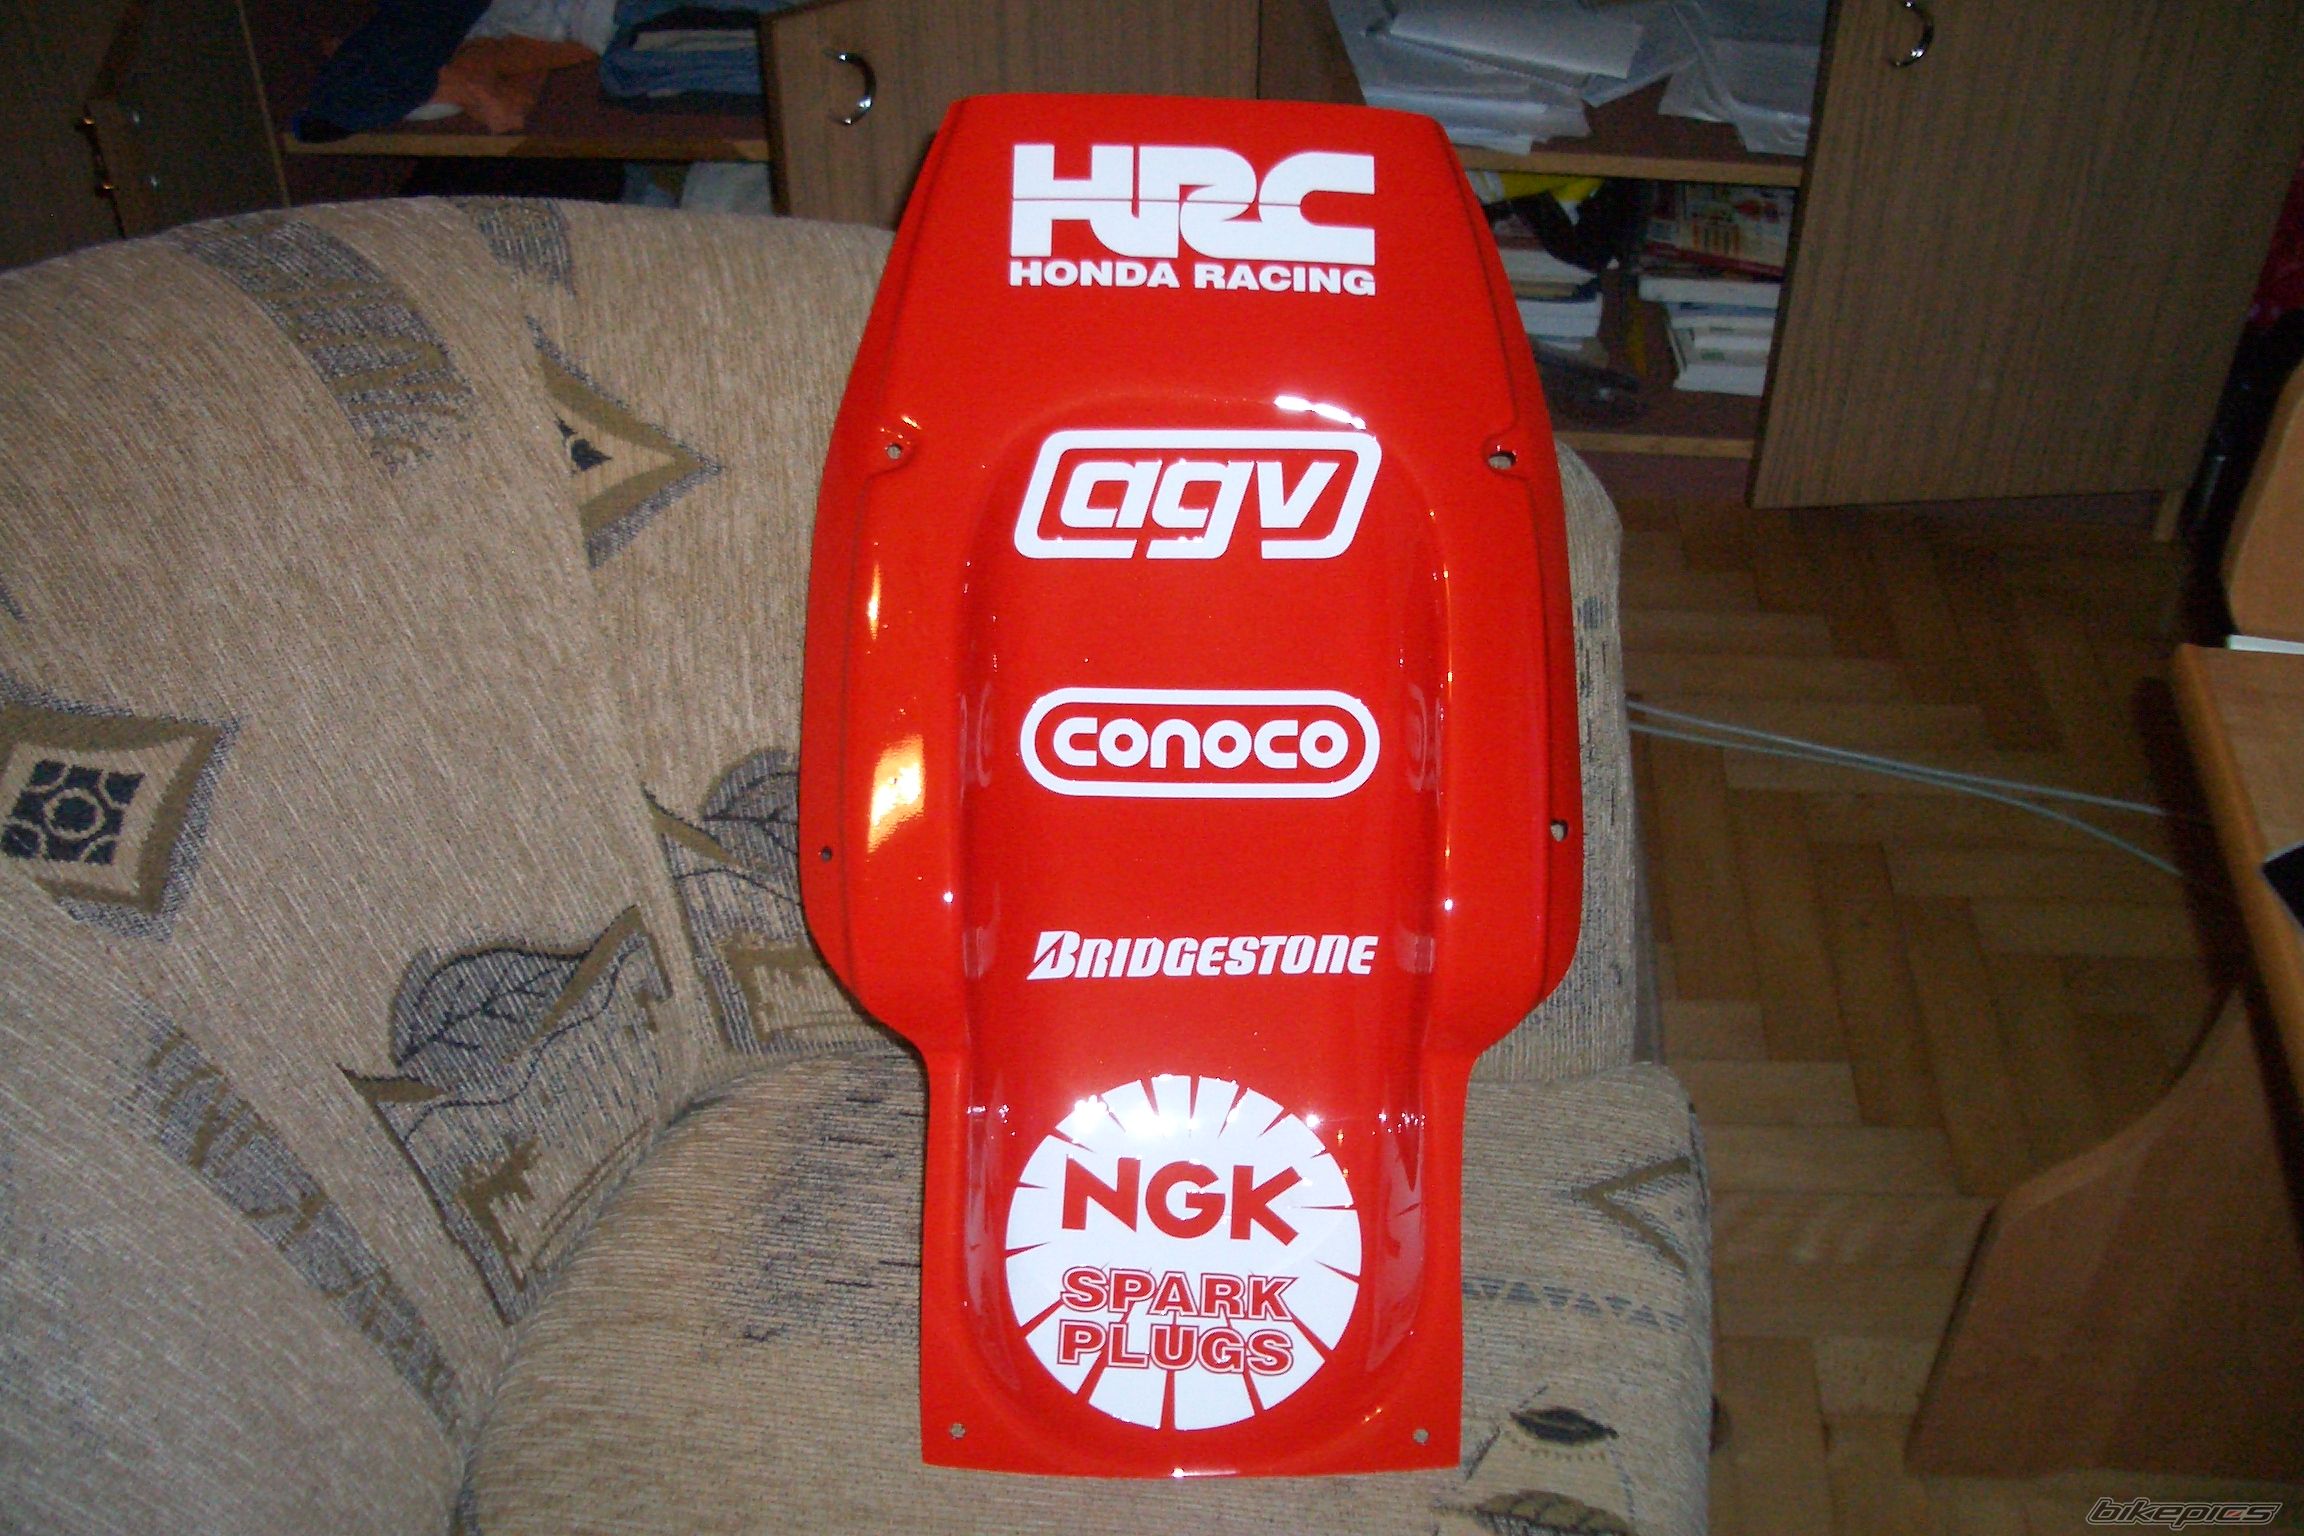 HRC
HONDA RACING
agv
conoco
BRIDGESTONE
NGK
SPARK
PLUGS
bikepics